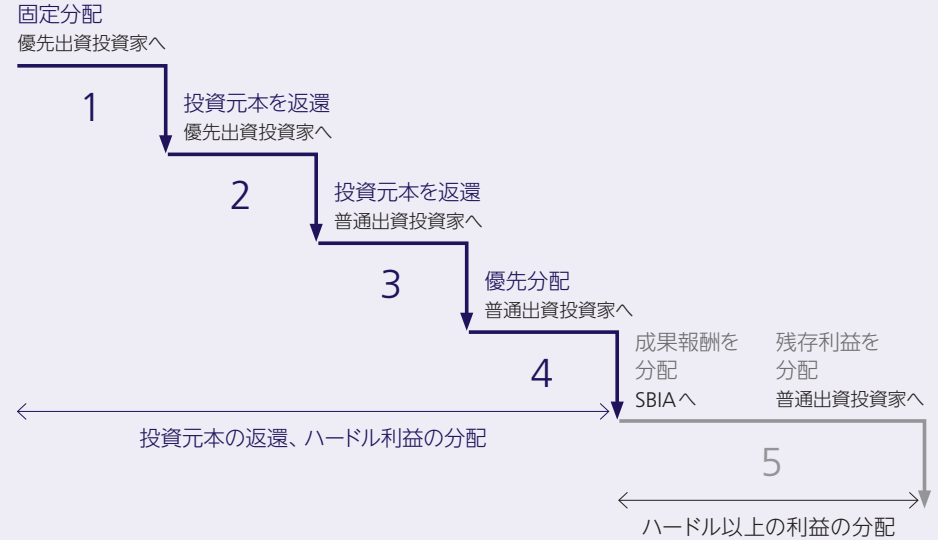 固定分配
優先出資投資家へ
1
投資元本を返還
優先出資投資家へ
2
投資元本を返還
普通出資投資家へ
3
優先分配
普通出資投資家へ
4
成果報酬を
分配
SBIAへ
残存利益を
分配
普通出資投資家へ
5
投資元本の返還、ハードル利益の分配
ハードル以上の利益の分配